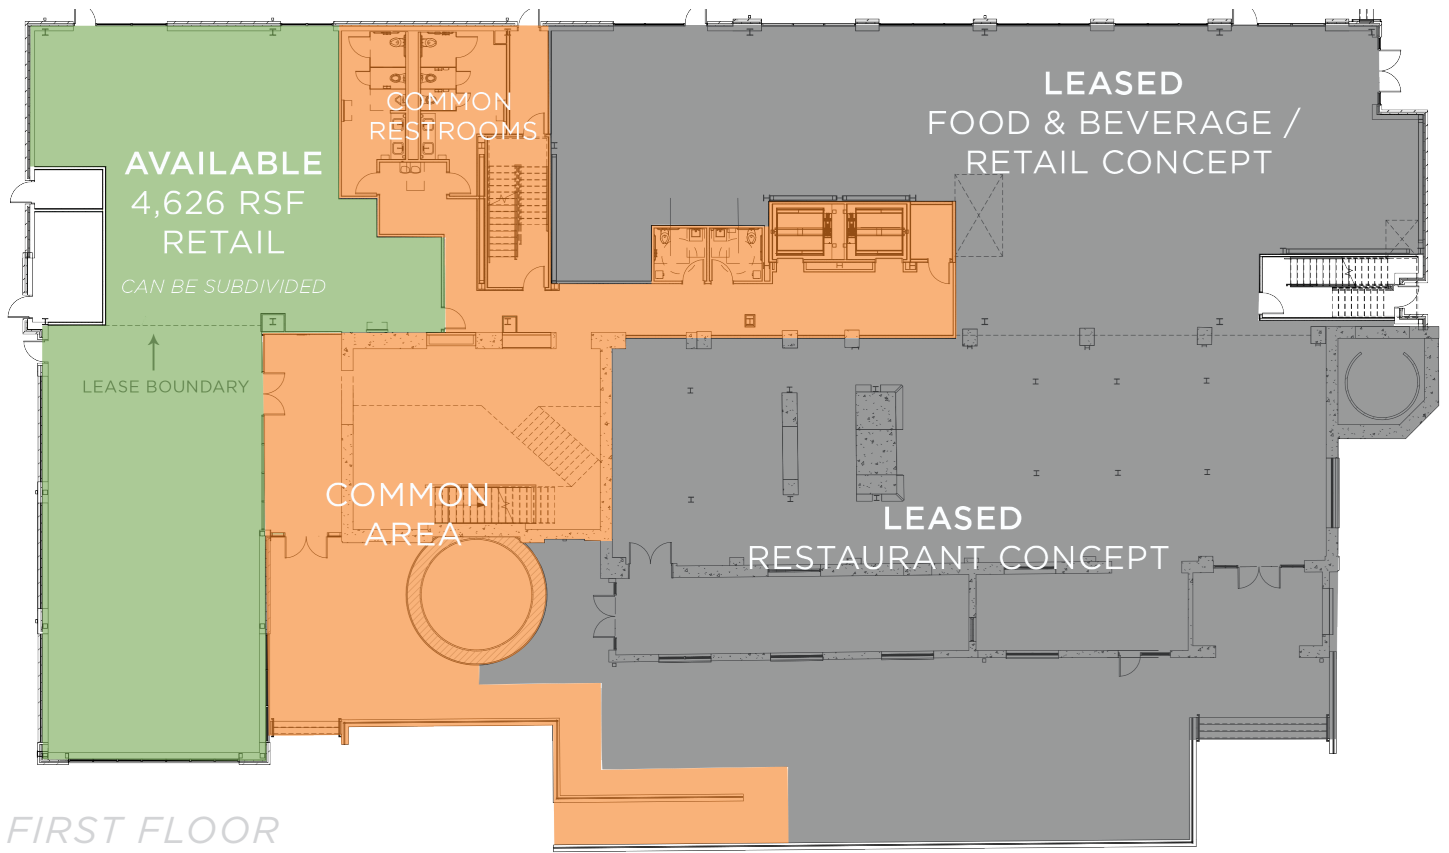 COMMON
RESTROOMS
LEASED
FOOD & BEVERAGE /
RETAIL CONCEPT
AVAILABLE
4,626 RSF
RETAIL
CAN BE SUBDIVIDED
LEASE BOUNDARY
COMMON
AREA
LEASED
RESTAURANT CONCEPT
FIRST FLOOR